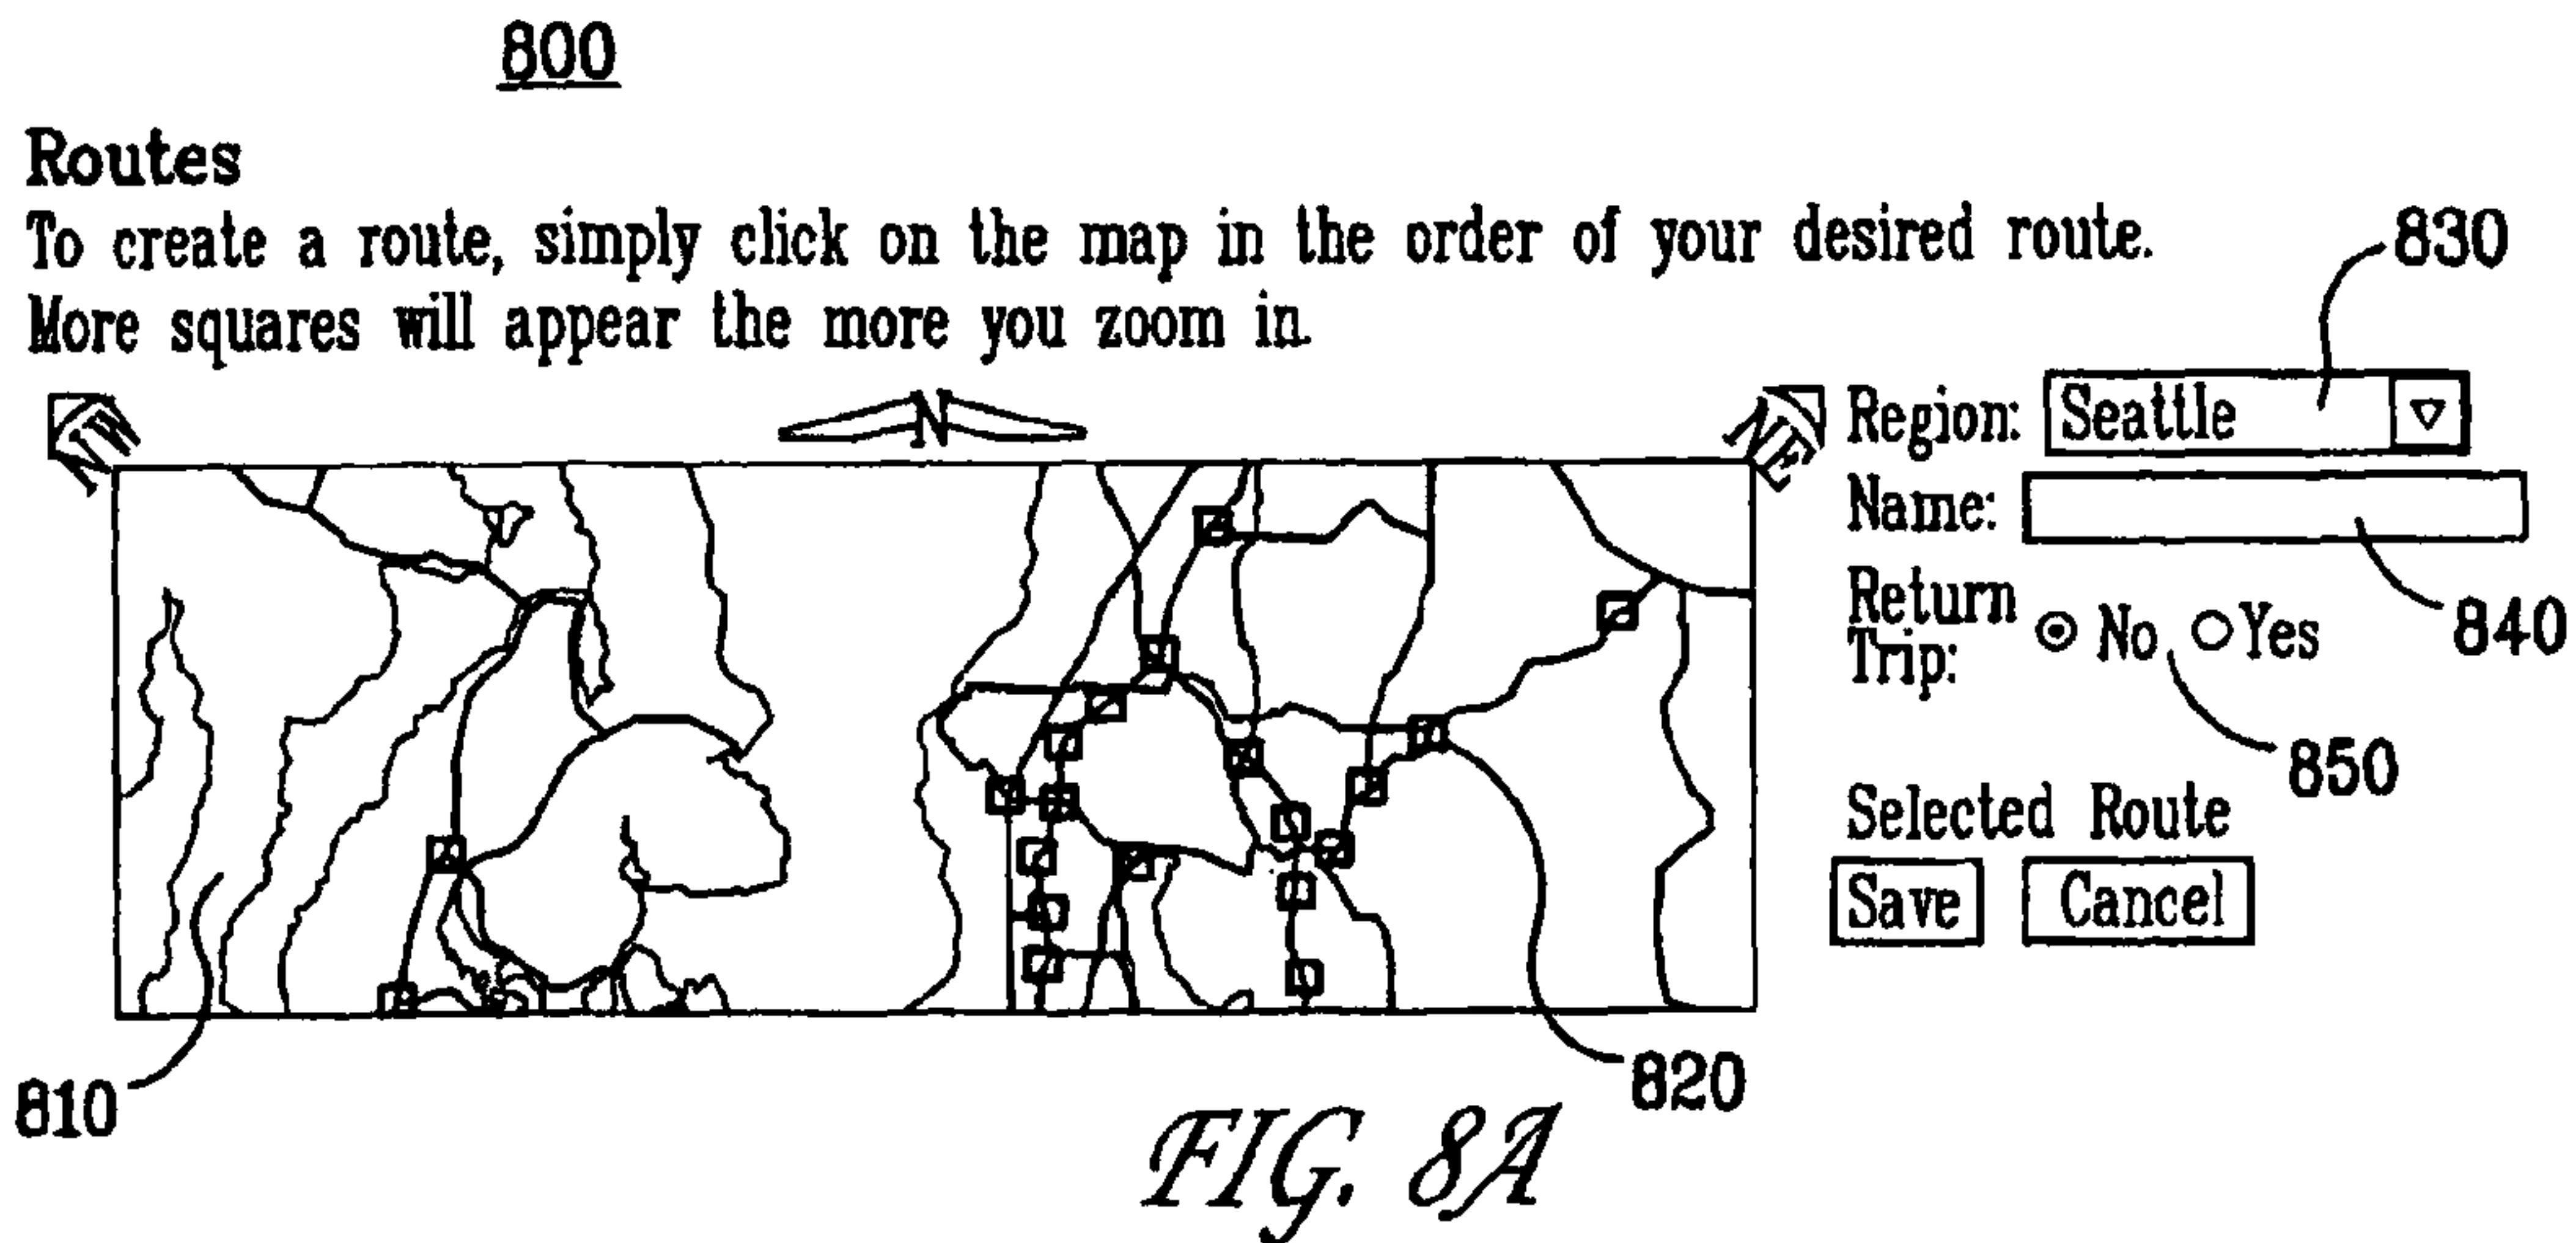 800
Routes
To create a route, simply click on the map in the order of your desired route.
More squares will appear the more you zoom in.
830
NW
N
NE
Region: Seattle
Name:
840
Return Trip: No Yes
850
Selected Route
Save Cancel
810
820
FIG. 8A